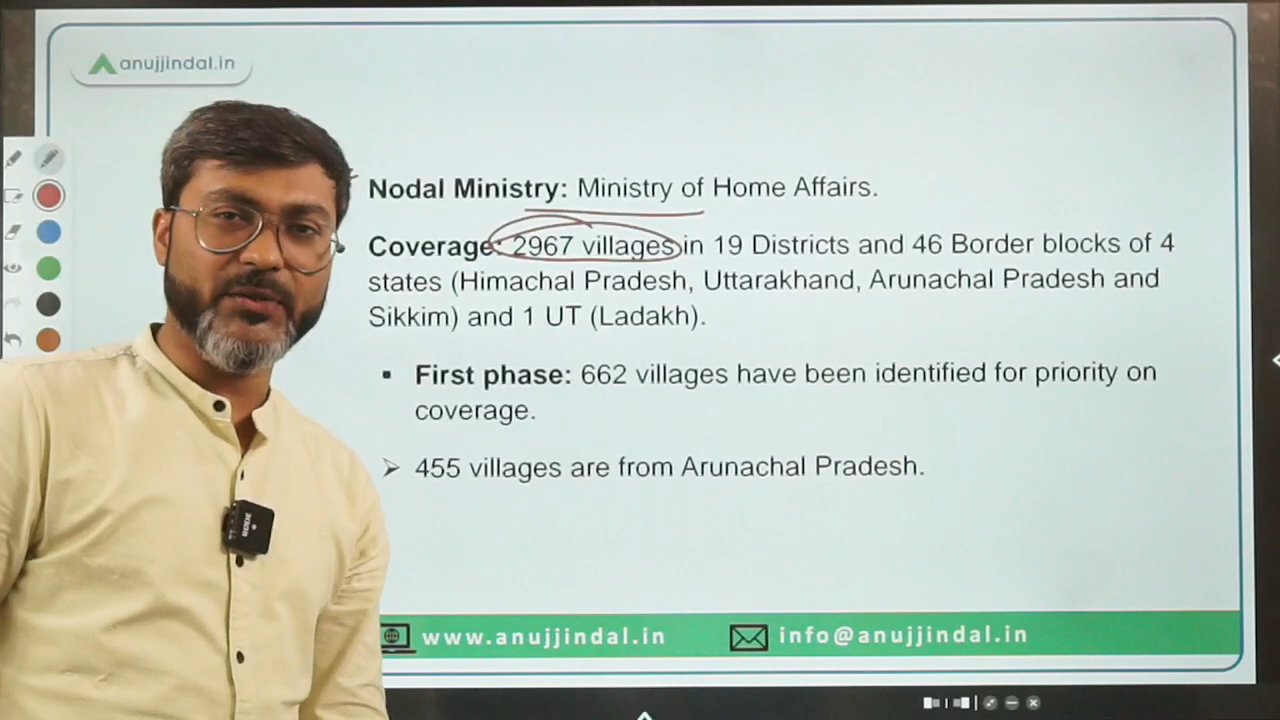 anujjindal.in
Nodal Ministry: Ministry of Home Affairs.
Coverage: 2967 villages in 19 Districts and 46 Border blocks of 4
states (Himachal Pradesh, Uttarakhand, Arunachal Pradesh and
Sikkim) and 1 UT (Ladakh).
▪ First phase: 662 villages have been identified for priority on
coverage.
➢ 455 villages are from Arunachal Pradesh.
RODE
www.anujjindal.in
info@anujjindal.in